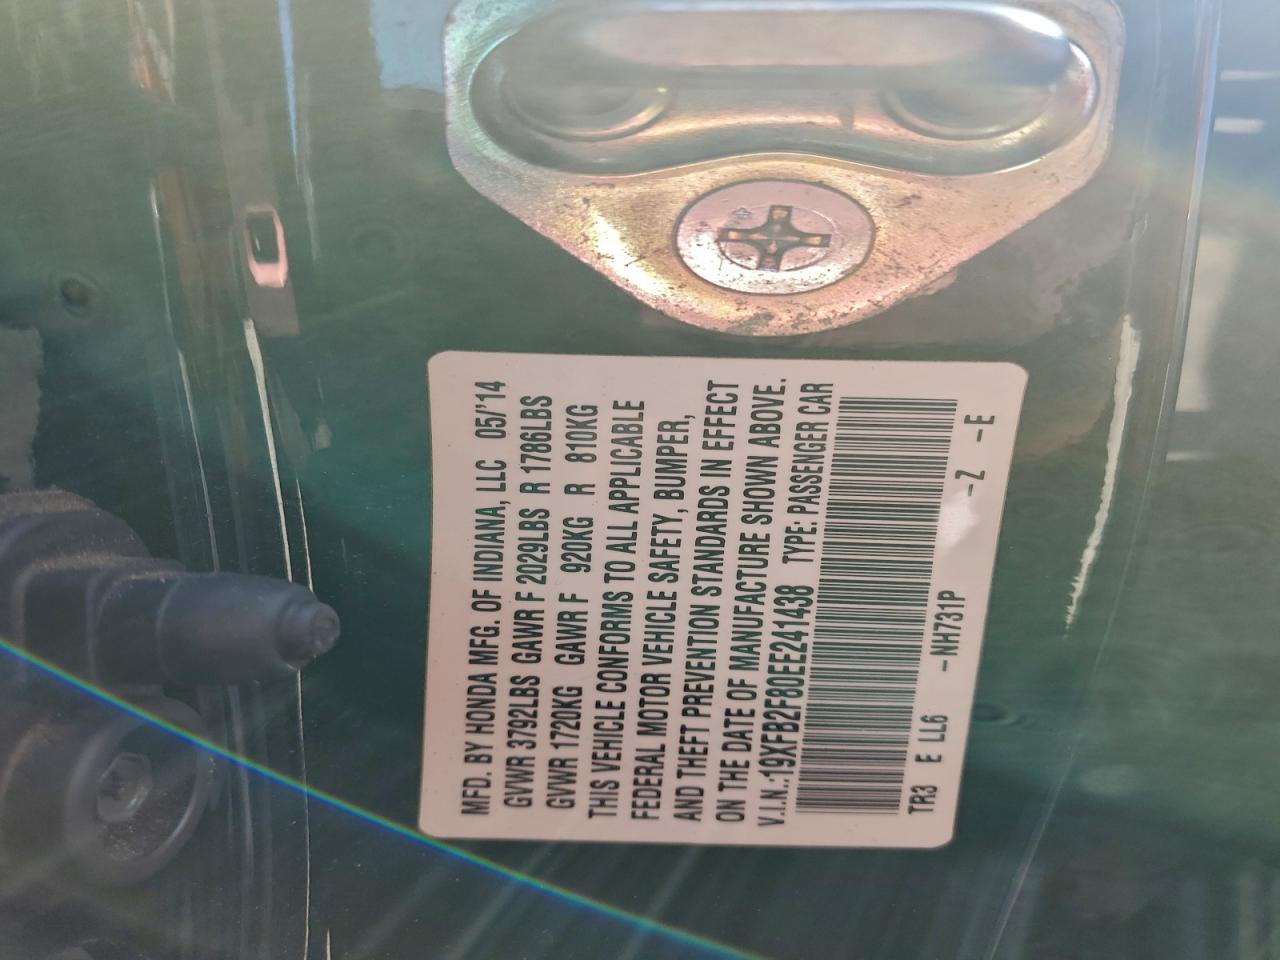 MFD. BY HONDA MFG. OF INDIANA, LLC 05/'14
GVWR 3792LBS GAWR F 2029LBS R 1786LBS
GVWR 1720KG GAWR F 920KG R 810KG
THIS VEHICLE CONFORMS TO ALL APPLICABLE
FEDERAL MOTOR VEHICLE SAFETY, BUMPER,
AND THEFT PREVENTION STANDARDS IN EFFECT
ON THE DATE OF MANUFACTURE SHOWN ABOVE.
V.I.N.:19XFB2F80EE241438 TYPE: PASSENGER CAR
TR3 E LL6 -NH731P -Z -E